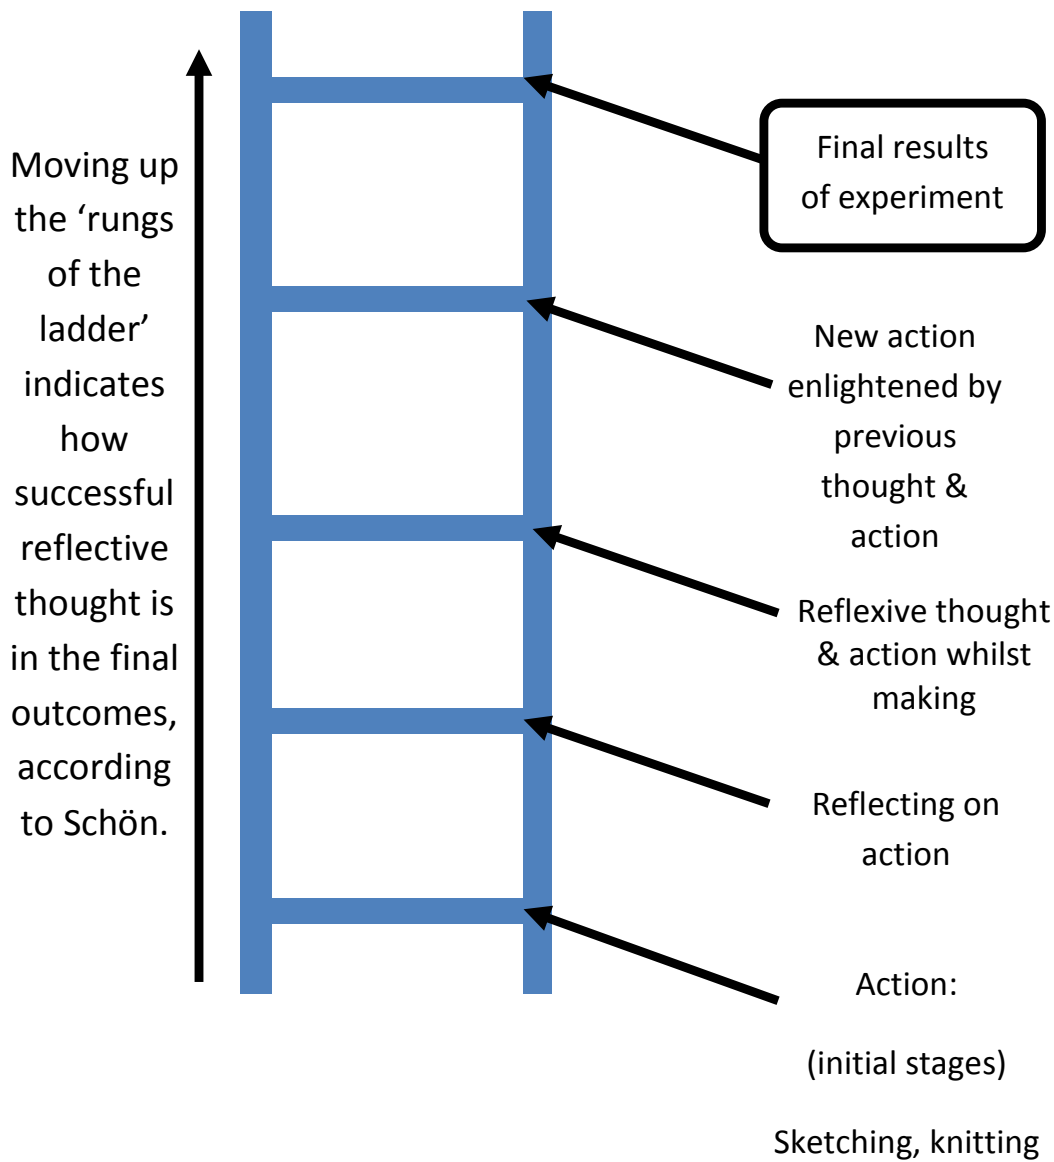 Moving up
the ‘rungs
of the
ladder’
indicates
how
successful
reflective
thought is
in the final
outcomes,
according
to Schön.
Final results
of experiment
New action
enlightened by
previous
thought &
action
Reflexive thought
& action whilst
making
Reflecting on
action
Action:
(initial stages)
Sketching, knitting